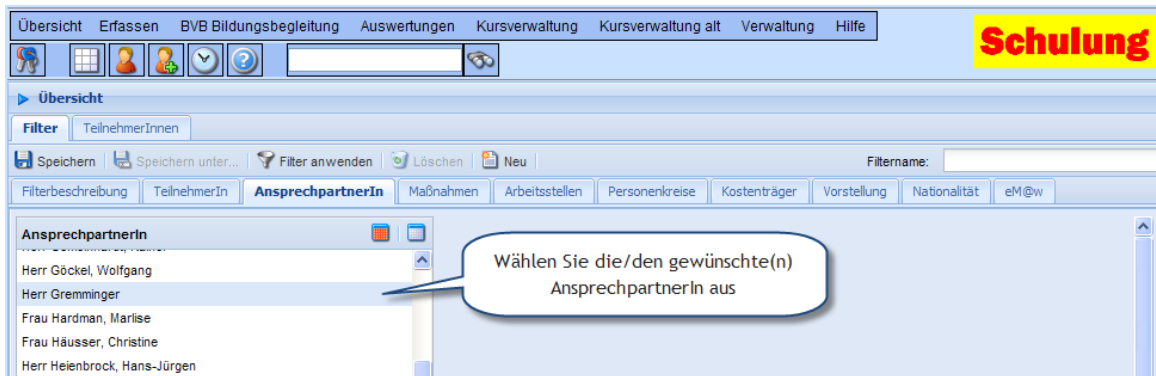 Übersicht Erfassen BVB Bildungsbegleitung Auswertungen Kursverwaltung Kursverwaltung alt Verwaltung Hilfe
Schulung
Übersicht
Filter TeilnehmerInnen
Speichern Speichern unter... Filter anwenden Löschen Neu Filtername:
Filterbeschreibung TeilnehmerIn AnsprechpartnerIn Maßnahmen Arbeitsstellen Personenkreise Kostenträger Vorstellung Nationalität eM@w
AnsprechpartnerIn
Herr Göckel, Wolfgang
Herr Gremminger
Frau Hardman, Marlise
Frau Häusser, Christine
Herr Heienbrock, Hans-Jürgen
Wählen Sie die/den gewünschte(n)
AnsprechpartnerIn aus